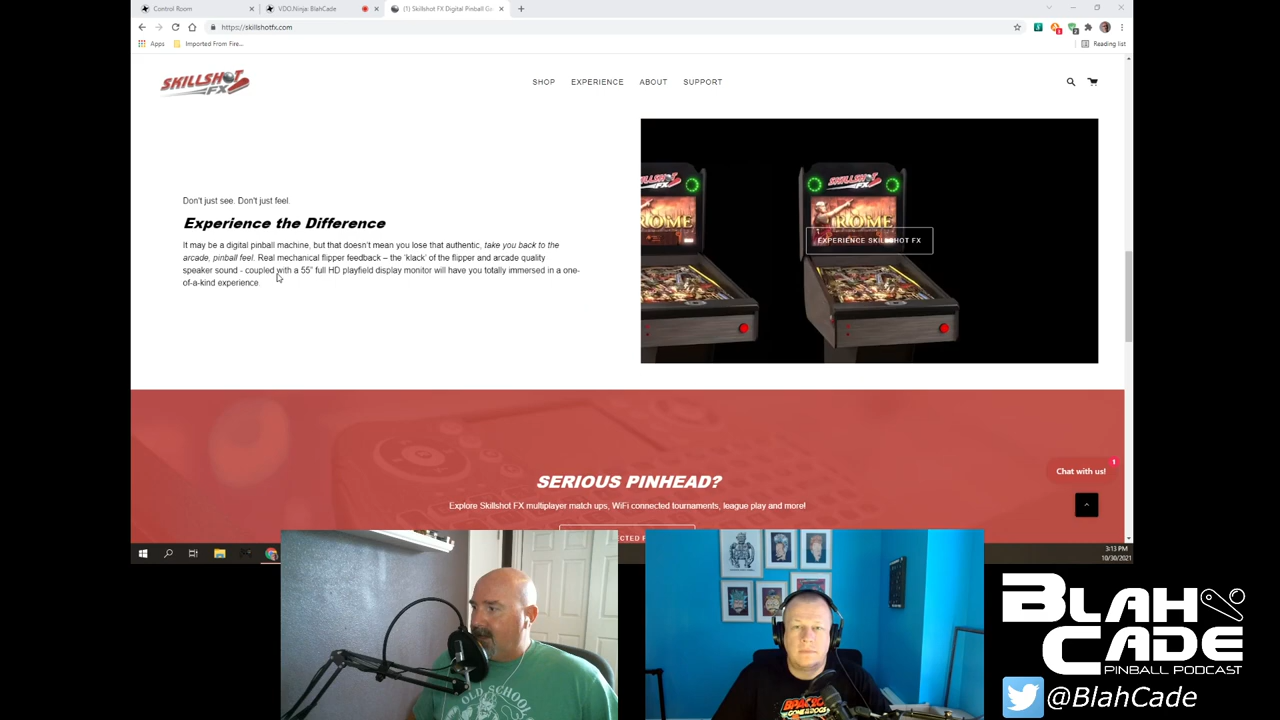 Control Room
VDO.Ninja: BlahCade
(1) Skillshot FX Digital Pinball Ga
https://skillshotfx.com
Apps
Imported From Fire...
Reading list
SKILLSHOT
FX
SHOP
EXPERIENCE
ABOUT
SUPPORT
Don't just see. Don't just feel.
Experience the Difference
It may be a digital pinball machine, but that doesn't mean you lose that authentic, take you back to the
arcade, pinball feel. Real mechanical flipper feedback – the 'klack' of the flipper and arcade quality
speaker sound - coupled with a 55" full HD playfield display monitor will have you totally immersed in a one-
of-a-kind experience.
SKILLSHOT
SKILLSHOT
ROME
ROME
EXPERIENCE SKILLSHOT FX
SERIOUS PINHEAD?
Explore Skillshot FX multiplayer match ups, WiFi connected tournaments, league play and more!
Chat with us!
1
3:13 PM
10/30/2021
OLD SCHOOL
BLAH
CADE
PINBALL PODCAST
@BlahCade